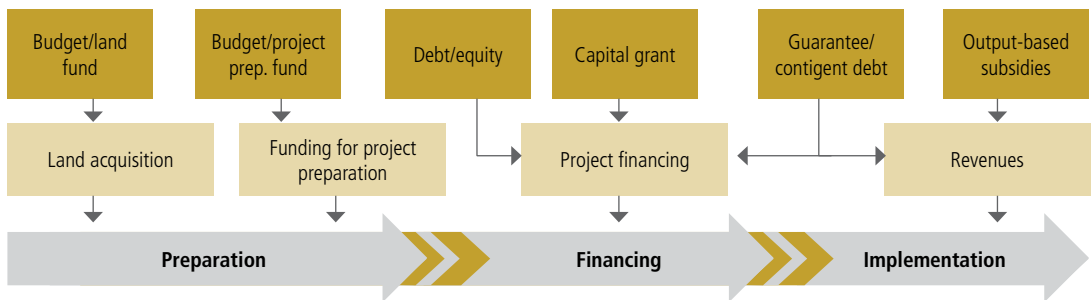 Budget/land
fund
Budget/project
prep. fund
Debt/equity
Capital grant
Guarantee/
contigent debt
Output-based
subsidies
Land acquisition
Funding for project
preparation
Project financing
Revenues
Preparation
Financing
Implementation